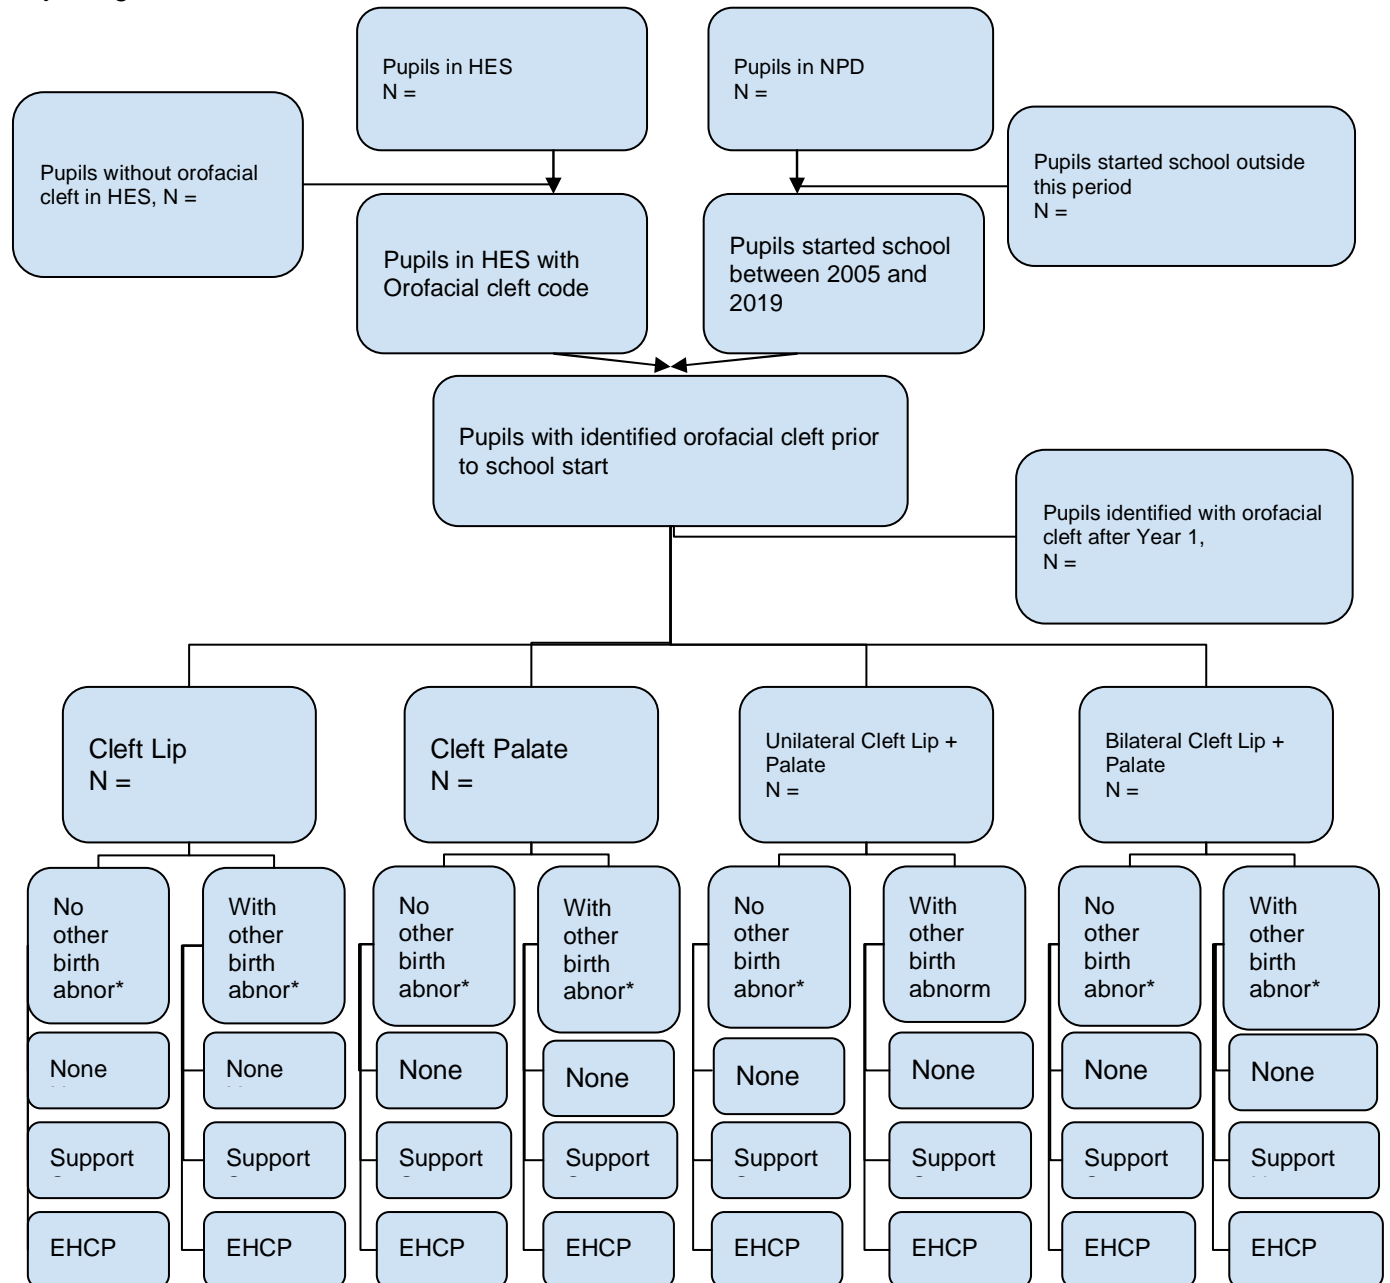 Pupils in HES
N =
Pupils in NPD
N =
Pupils without orofacial
cleft in HES, N =
Pupils started school outside
this period
N =
Pupils in HES with
Orofacial cleft code
Pupils started school
between 2005 and
2019
Pupils with identified orofacial cleft prior
to school start
Pupils identified with orofacial
cleft after Year 1,
N =
Cleft Lip
N =
Cleft Palate
N =
Unilateral Cleft Lip +
Palate
N =
Bilateral Cleft Lip +
Palate
N =
No
other
birth
abnor*
With
other
birth
abnor*
No
other
birth
abnor*
With
other
birth
abnor*
No
other
birth
abnor*
With
other
birth
abnorm
No
other
birth
abnor*
With
other
birth
abnor*
None
None
None
None
None
None
None
None
Support
Support
Support
Support
Support
Support
Support
Support
EHCP
EHCP
EHCP
EHCP
EHCP
EHCP
EHCP
EHCP